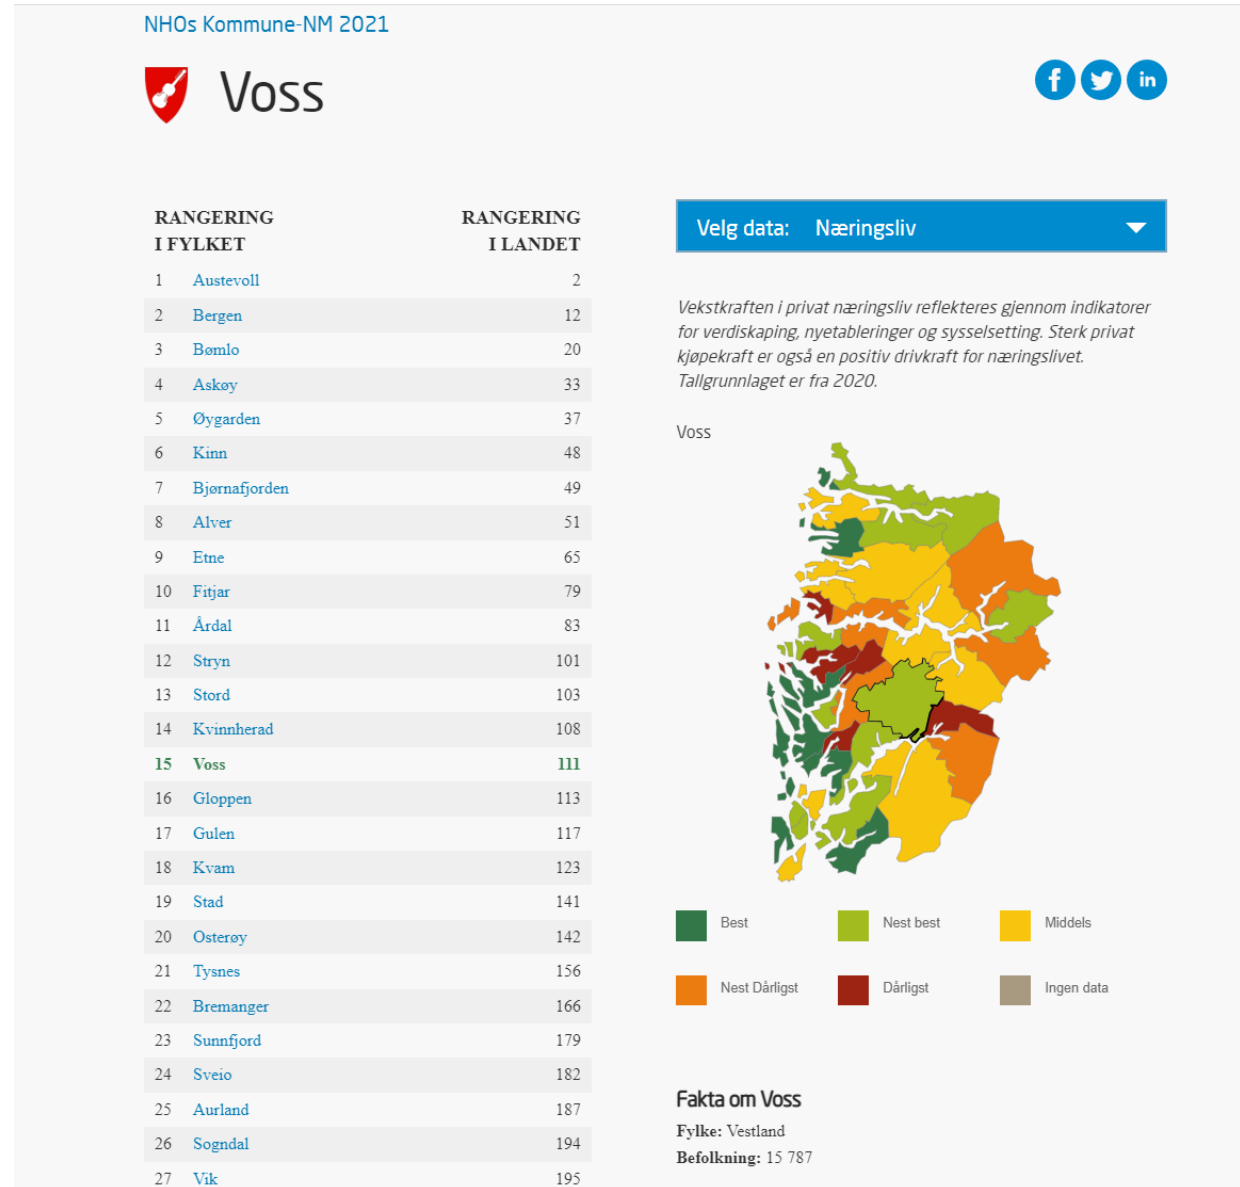 NHOs Kommune-NM 2021
Voss
RANGERING I FYLKET
RANGERING I LANDET
1 Austevoll 2
2 Bergen 12
3 Bømlo 20
4 Askøy 33
5 Øygarden 37
6 Kinn 48
7 Bjørnafjorden 49
8 Alver 51
9 Etne 65
10 Fitjar 79
11 Årdal 83
12 Stryn 101
13 Stord 103
14 Kvinnherad 108
15 Voss 111
16 Gloppen 113
17 Gulen 117
18 Kvam 123
19 Stad 141
20 Osterøy 142
21 Tysnes 156
22 Bremanger 166
23 Sunnfjord 179
24 Sveio 182
25 Aurland 187
26 Sogndal 194
27 Vik 195
Velg data: Næringsliv
Vekstkraften i privat næringsliv reflekteres gjennom indikatorer
for verdiskaping, nyetableringer og sysselsetting. Sterk privat
kjøpekraft er også en positiv drivkraft for næringslivet.
Tallgrunnlaget er fra 2020.
Voss
Best
Nest best
Middels
Nest Dårligst
Dårligst
Ingen data
Fakta om Voss
Fylke: Vestland
Befolkning: 15 787